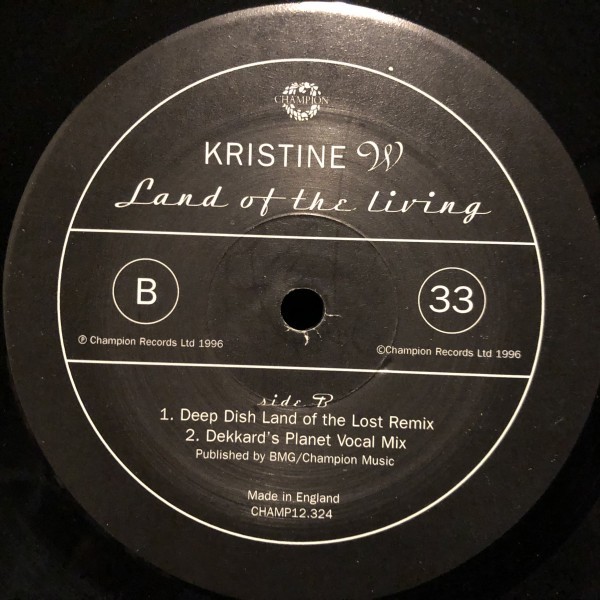 CHAMPION
KRISTINE W
Land of the living
B
33
℗ Champion Records Ltd 1996
©Champion Records Ltd 1996
side B
1. Deep Dish Land of the Lost Remix
2. Dekkard's Planet Vocal Mix
Published by BMG/Champion Music
Made in England
CHAMP12.324